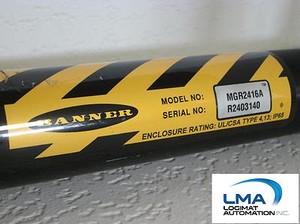 BANNER
MODEL NO: MGR2416A
SERIAL NO: R2403140
ENCLOSURE RATING: UL/CSA TYPE 4,13; IP65
LMA
LOGIMAT
AUTOMATION INC.